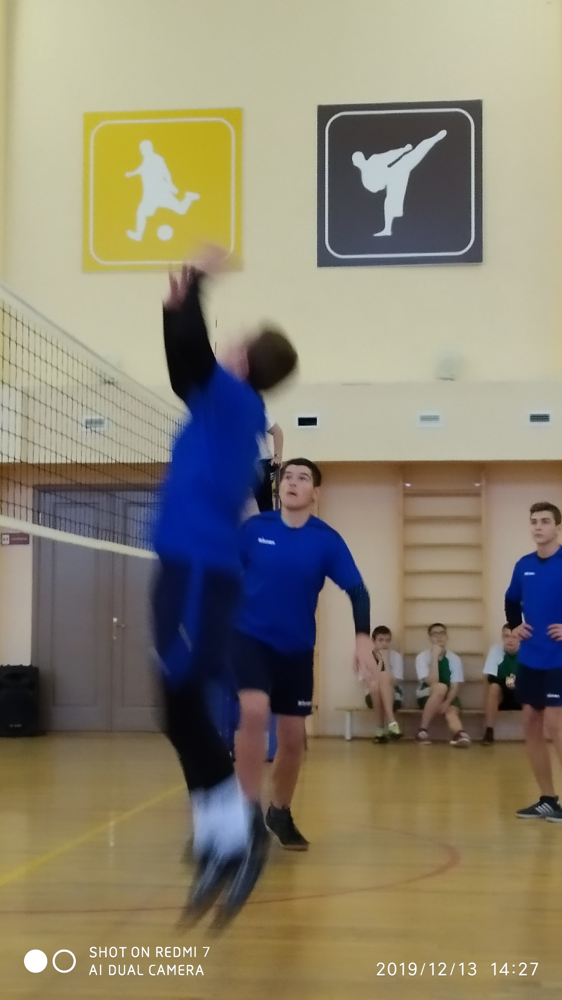 SHOT ON REDMI 7
AI DUAL CAMERA
2019/12/13 14:27